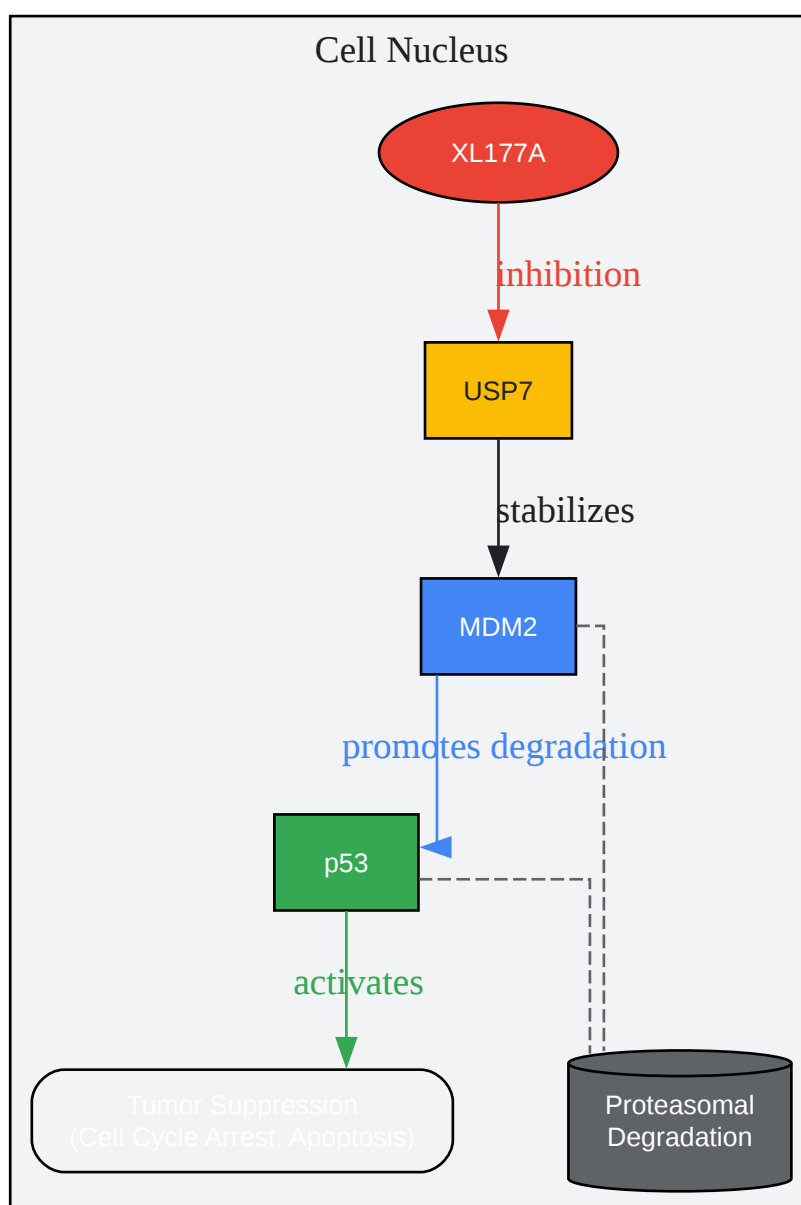 Cell Nucleus
XL177A
inhibition
USP7
stabilizes
MDM2
promotes degradation
p53
activates
Tumor Suppression
(Cell Cycle Arrest, Apoptosis)
Proteasomal
Degradation